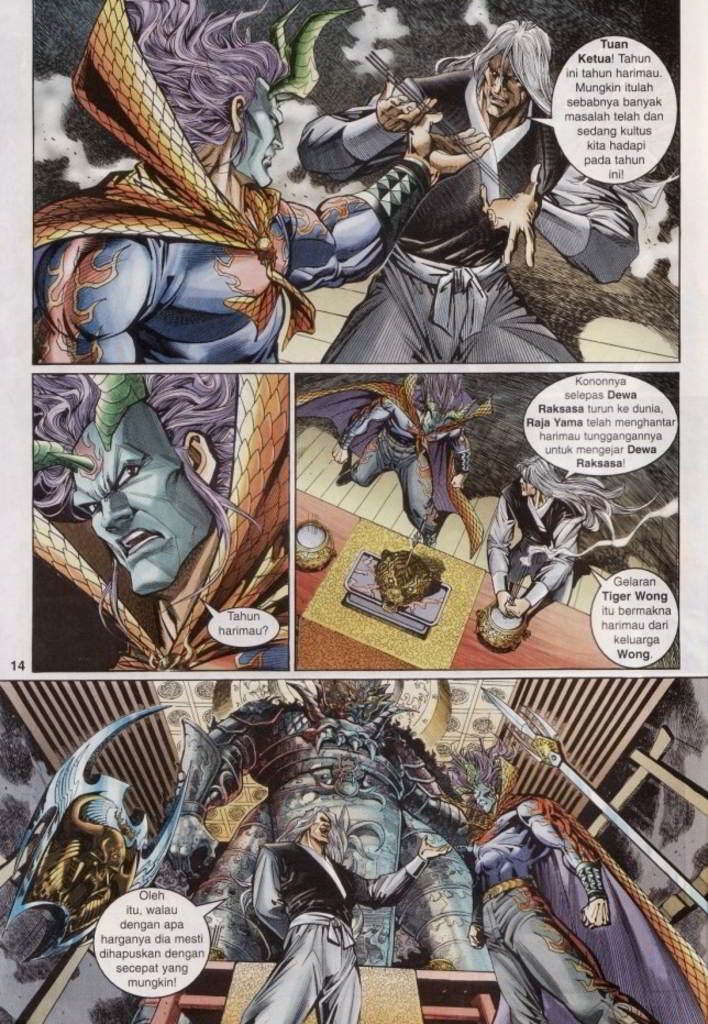 Tuan
Ketua! Tahun
ini tahun harimau.
Mungkin itulah
sebabnya banyak
masalah telah dan
sedang kultus
kita hadapi
pada tahun
ini!
Tahun
harimau?
Kononnya
selepas Dewa
Raksasa turun ke dunia,
Raja Yama telah menghantar
harimau tunggangannya
untuk mengejar Dewa
Raksasa!
Gelaran
Tiger Wong
itu bermakna
harimau dari
keluarga
Wong.
14
Oleh
itu, walau
dengan apa
harganya dia mesti
dihapuskan dengan
secepat yang
mungkin!